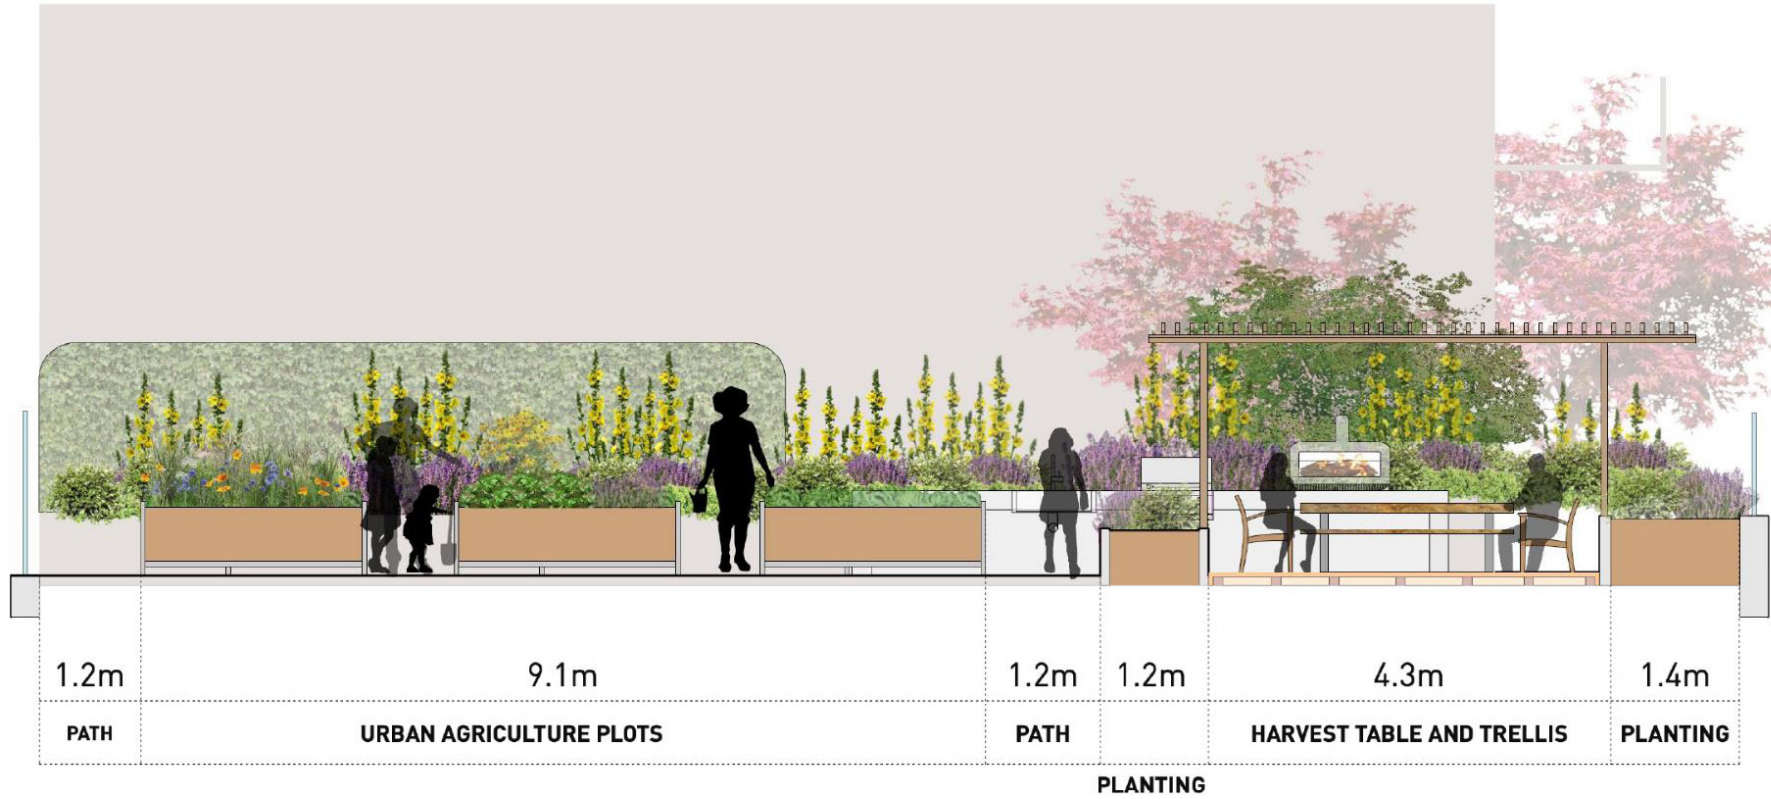 1.2m 9.1m 1.2m 1.2m 4.3m 1.4m
PATH URBAN AGRICULTURE PLOTS PATH HARVEST TABLE AND TRELLIS PLANTING
PLANTING